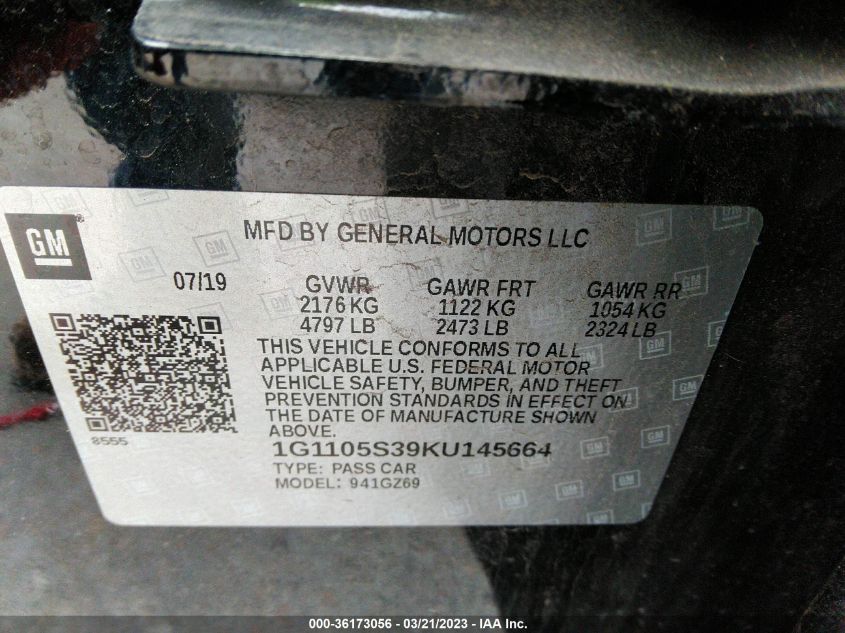 GM
MFD BY GENERAL MOTORS LLC
07/19 GVWR GAWR FRT GAWR RR
2176 KG 1122 KG 1054 KG
4797 LB 2473 LB 2324 LB
THIS VEHICLE CONFORMS TO ALL
APPLICABLE U.S. FEDERAL MOTOR
VEHICLE SAFETY, BUMPER, AND THEFT
PREVENTION STANDARDS IN EFFECT ON
THE DATE OF MANUFACTURE SHOWN
ABOVE.
8555
1G1105S39KU145664
TYPE: PASS CAR
MODEL: 941GZ69
000-36173056 - 03/21/2023 - IAAI.COM